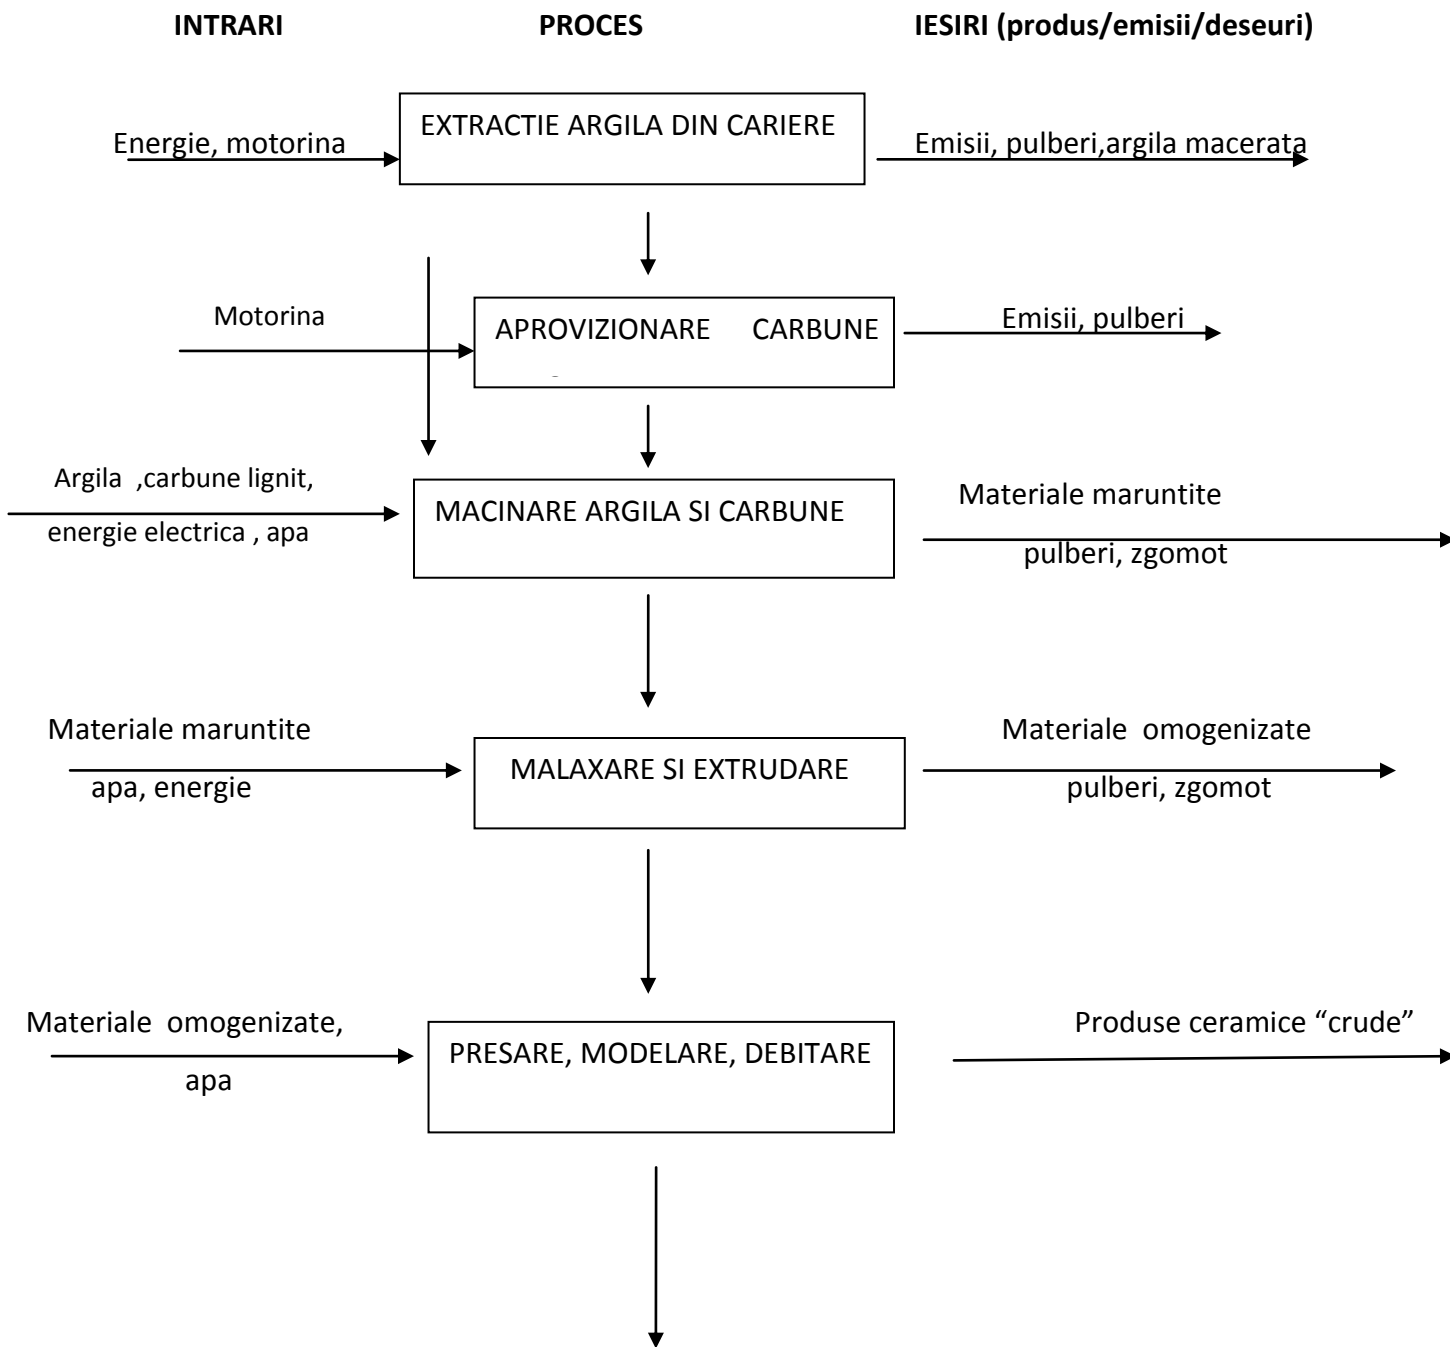 INTRARI PROCES IESIRI (produs/emisii/deseuri)
EXTRACTIE ARGILA DIN CARIERE
Energie, motorina
Emisii, pulberi,argila macerata
Motorina
APROVIZIONARE CARBUNE
Emisii, pulberi
Argila ,carbune lignit,
energie electrica , apa
MACINARE ARGILA SI CARBUNE
Materiale maruntite
pulberi, zgomot
Materiale maruntite
apa, energie
MALAXARE SI EXTRUDARE
Materiale omogenizate
pulberi, zgomot
Materiale omogenizate,
apa
PRESARE, MODELARE, DEBITARE
Produse ceramice “crude”